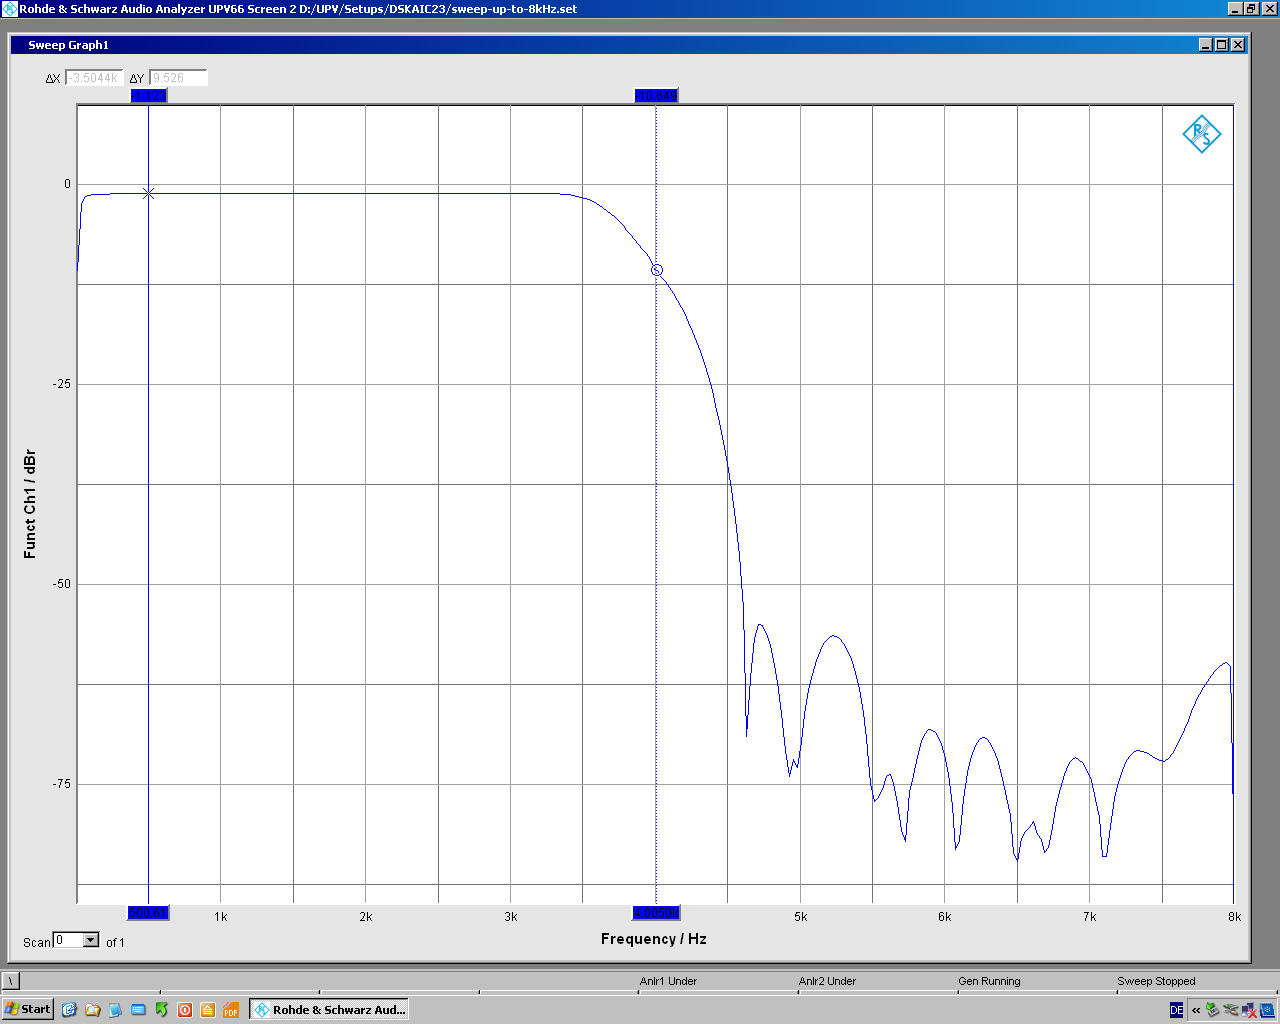 Rohde & Schwarz Audio Analyzer UPV66 Screen 2 D:/UPV/Setups/DSKAIC23/sweep-up-to-8kHz.set
Sweep Graph1
ΔX -3.5044k ΔY 9.526
R
S
0
-25
-50
-75
Funct Ch1 / dBr
1k 2k 3k 5k 6k 7k 8k
Frequency / Hz
Scan 0 of 1
\ Anlr1 Under Anlr2 Under Gen Running Sweep Stopped
Start PDF Rohde & Schwarz Aud... DE «